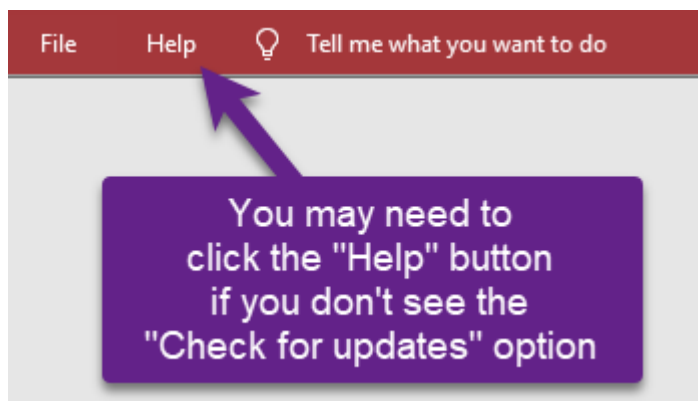 File Help Tell me what you want to do
You may need to
click the "Help" button
if you don't see the
"Check for updates" option